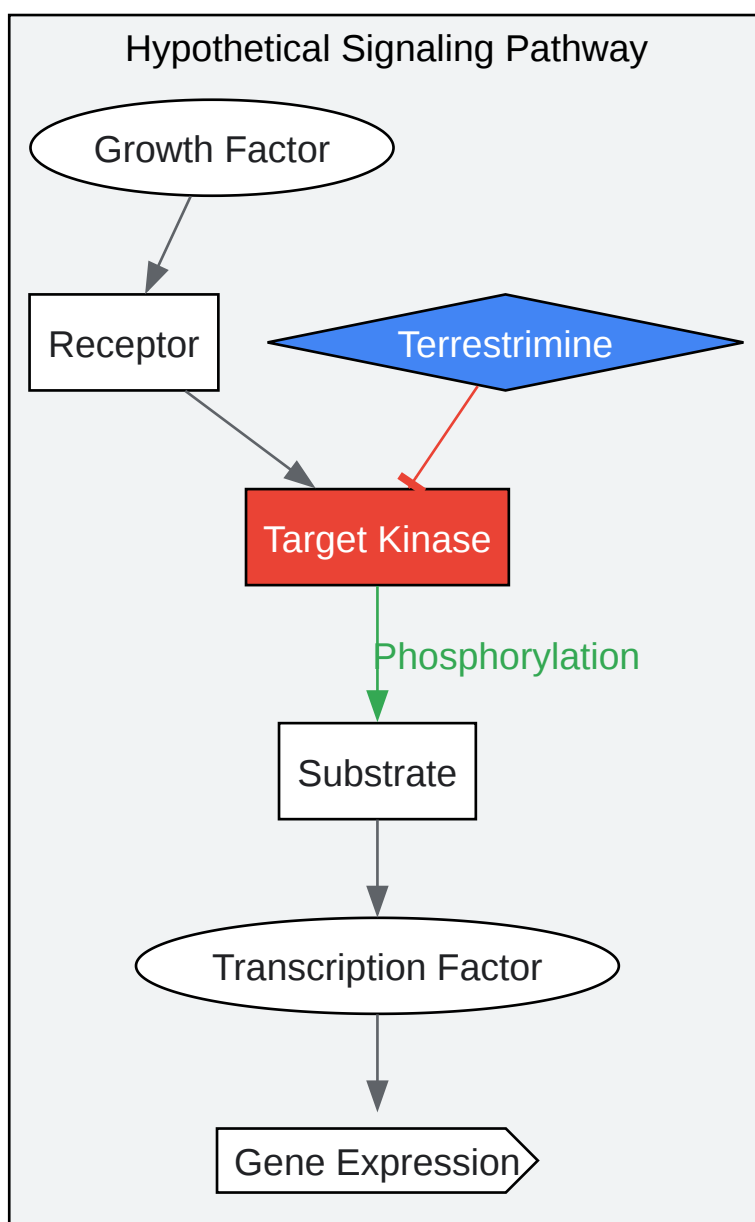 Hypothetical Signaling Pathway
Growth Factor
Receptor
Terrestrimine
Target Kinase
Phosphorylation
Substrate
Transcription Factor
Gene Expression